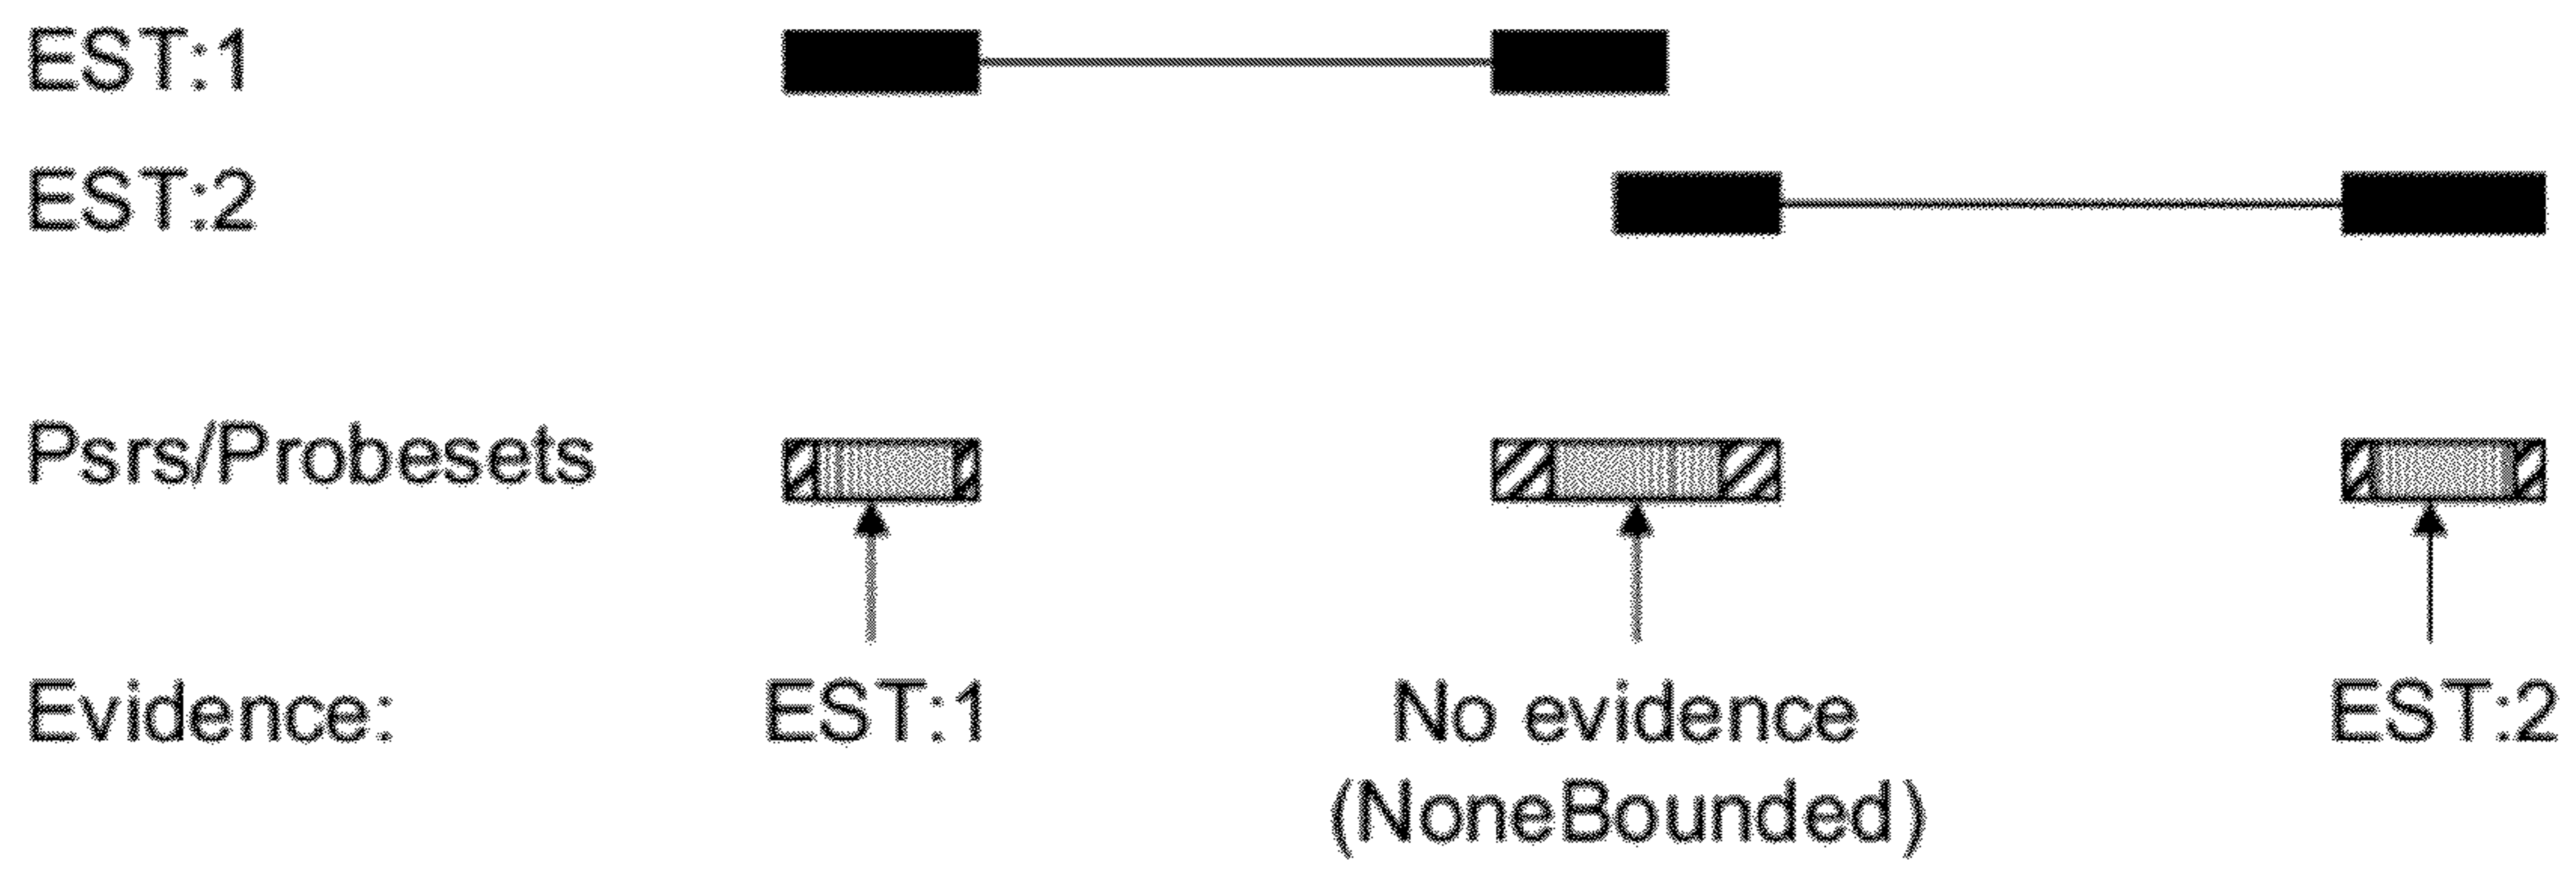 EST:1
EST:2
Psrs/Probesets
Evidence: EST:1 No evidence EST:2
(NoneBounded)